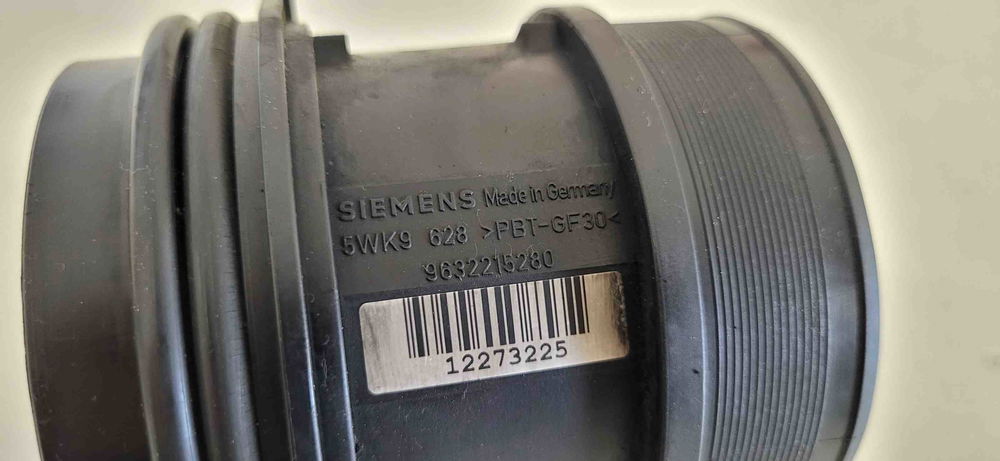 SIEMENS Made in Germany
5WK9 628 >PBT-GF30<
9632215280
12273225